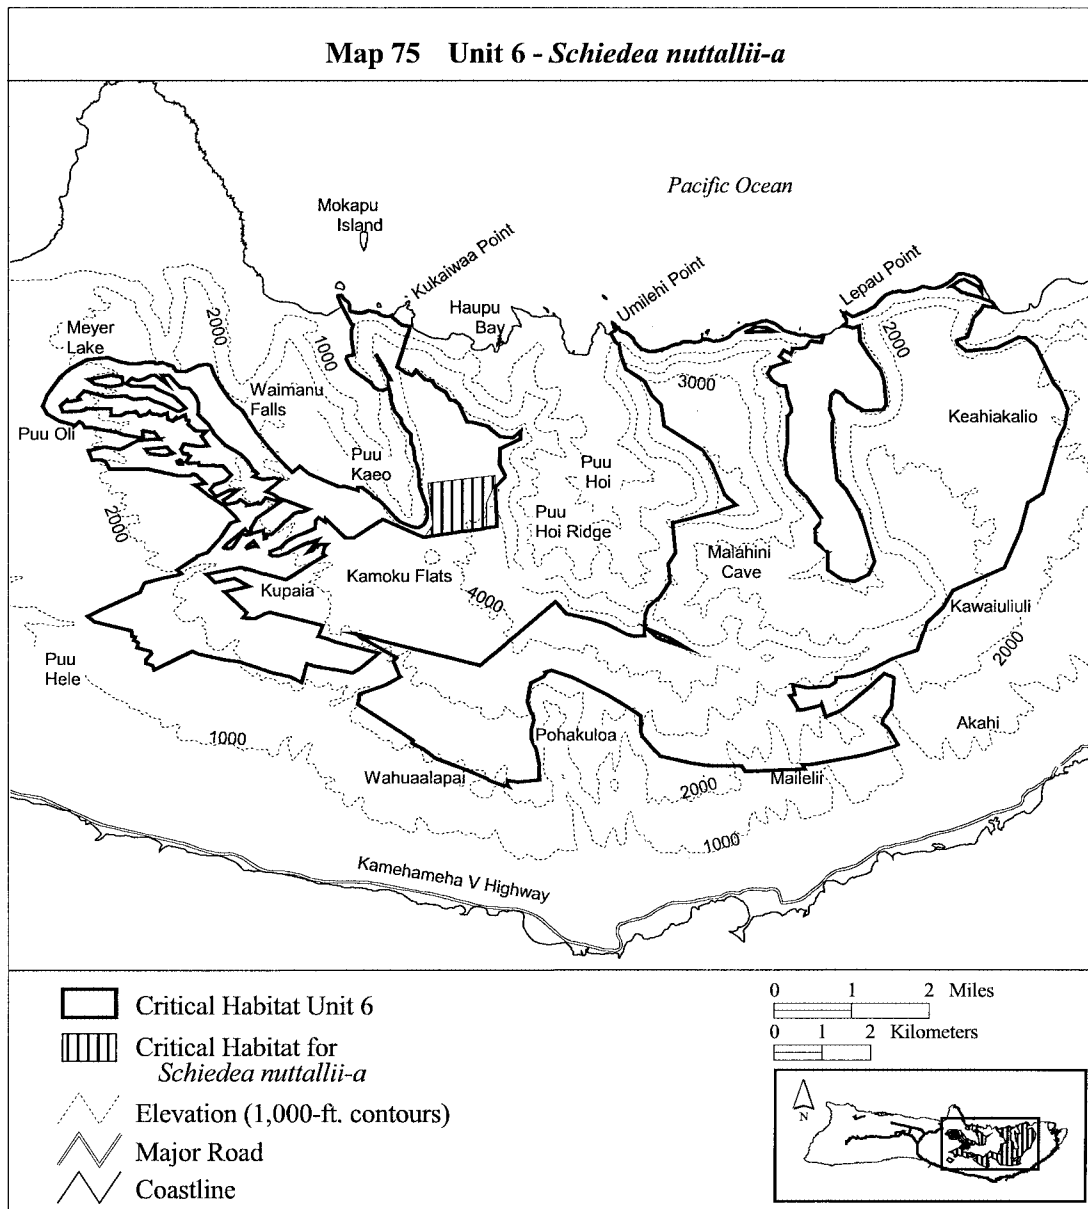 Map 75 Unit 6 - Schiedea nuttallii-a
Pacific Ocean
Mokapu
Island
Kukaiwaa Point
Haupu
Bay
Umilehi Point
Lepau Point
Meyer
Lake
2000
1000
2000
3000
Waimanu
Falls
Keahiakalio
Puu Oli
Puu
Kaeo
Puu
Hoi
Puu
Hoi Ridge
2000
Malahini
Cave
Kamoku Flats
Kupaia
4000
Kawaiuliuli
2000
Puu
Hele
1000
Pohakuloa
Akahi
Wahuaalapai
2000
Mailelii
1000
Kamehameha V Highway
Critical Habitat Unit 6
Critical Habitat for
Schiedea nuttallii-a
Elevation (1,000-ft. contours)
Major Road
Coastline
0 1 2 Miles
0 1 2 Kilometers
N